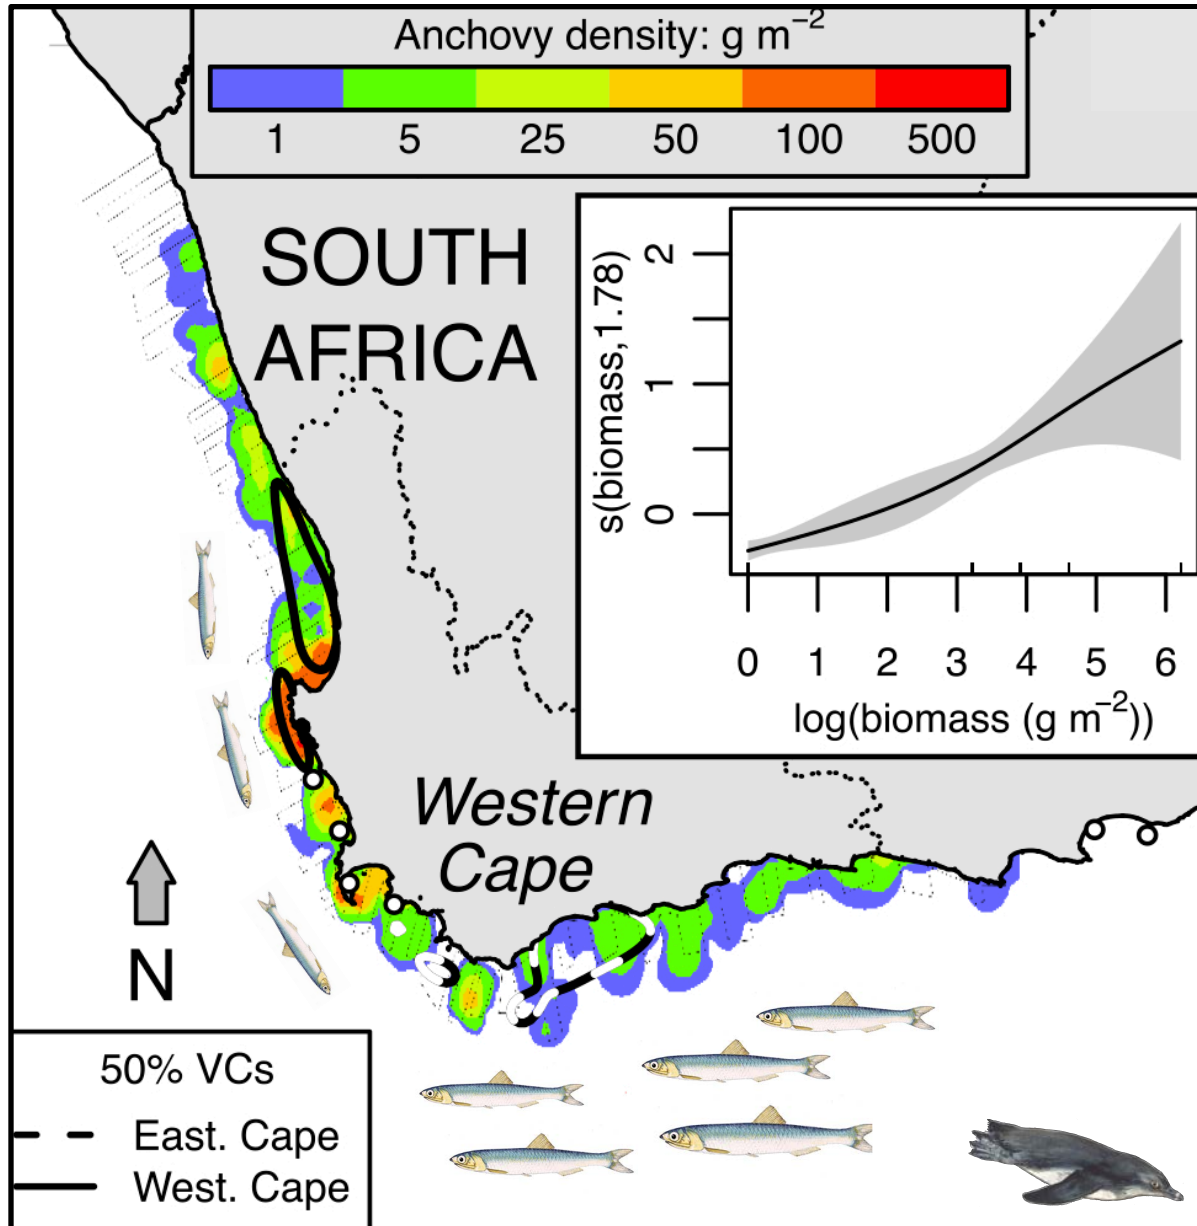 Anchovy density: g m⁻²
1 5 25 50 100 500
SOUTH
AFRICA
s(biomass,1.78)
2
1
0
0 1 2 3 4 5 6
log(biomass (g m⁻²))
Western
Cape
N
50% VCs
East. Cape
West. Cape